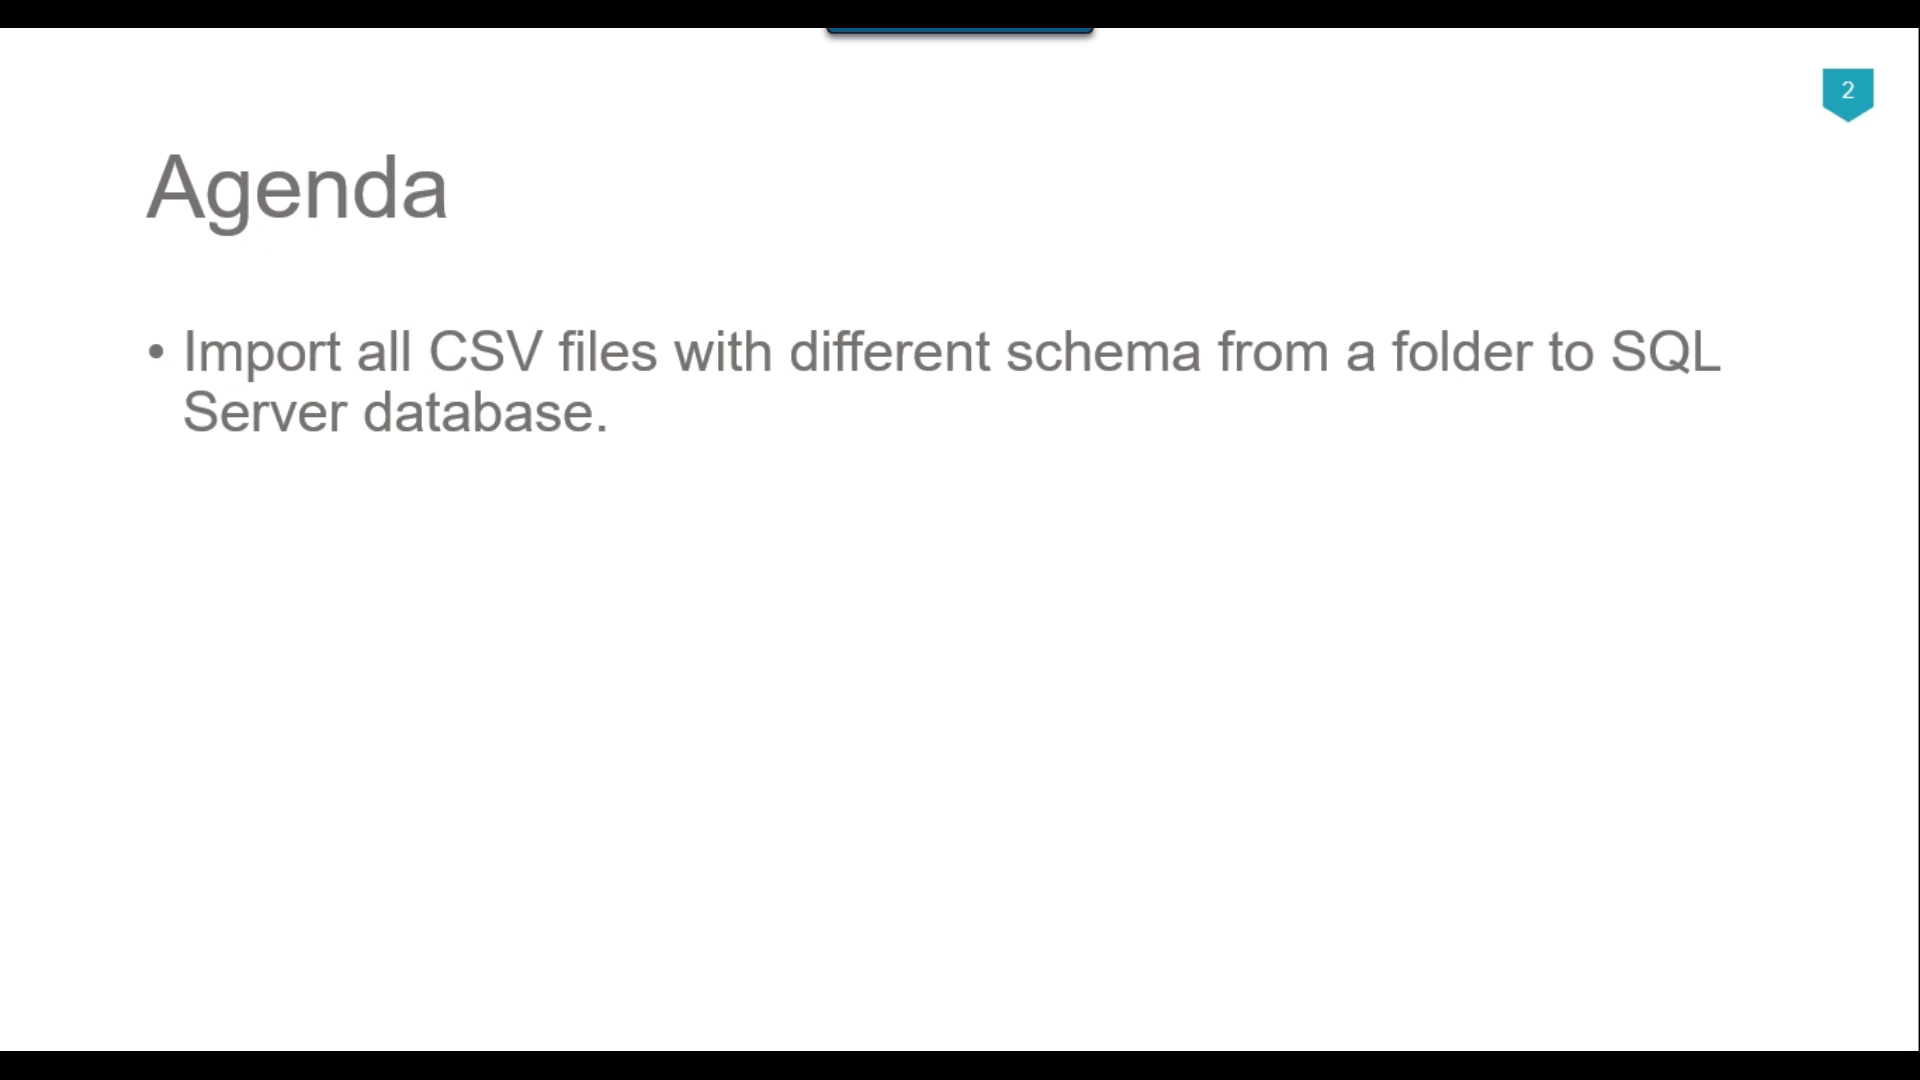 2
Agenda
• Import all CSV files with different schema from a folder to SQL
Server database.